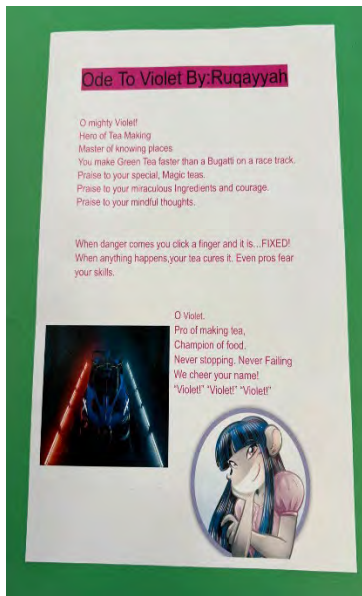 Ode To Violet By:Ruqayyah
O mighty Violet!
Hero of Tea Making
Master of knowing places
You make Green Tea faster than a Bugatti on a race track.
Praise to your special, Magic teas.
Praise to your miraculous Ingredients and courage.
Praise to your mindful thoughts.
When danger comes you click a finger and it is...FIXED!
When anything happens,your tea cures it. Even pros fear
your skills.
O Violet.
Pro of making tea,
Champion of food.
Never stopping. Never Failing
We cheer your name!
"Violet!" "Violet!" "Violet!"